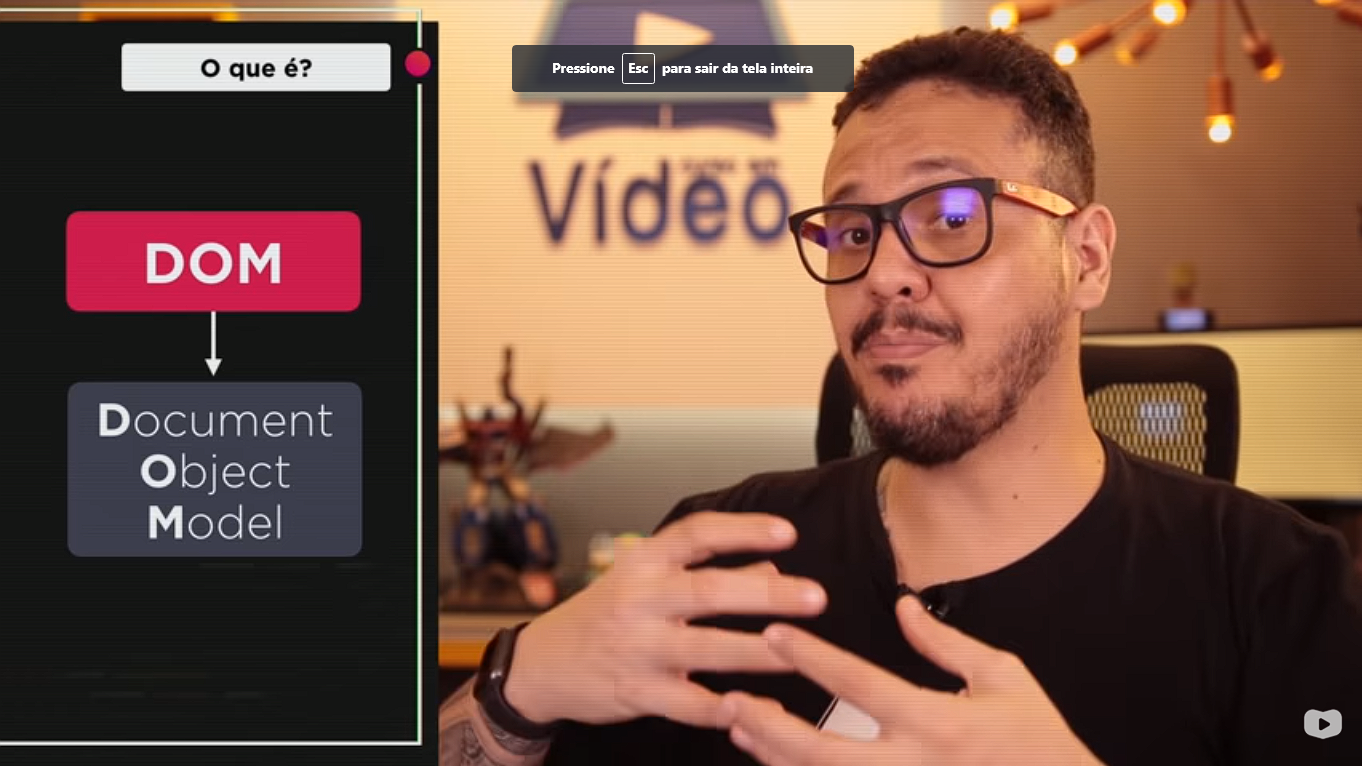 O que é?
DOM
Document
Object
Model
Pressione Esc para sair da tela inteira
Vídeo